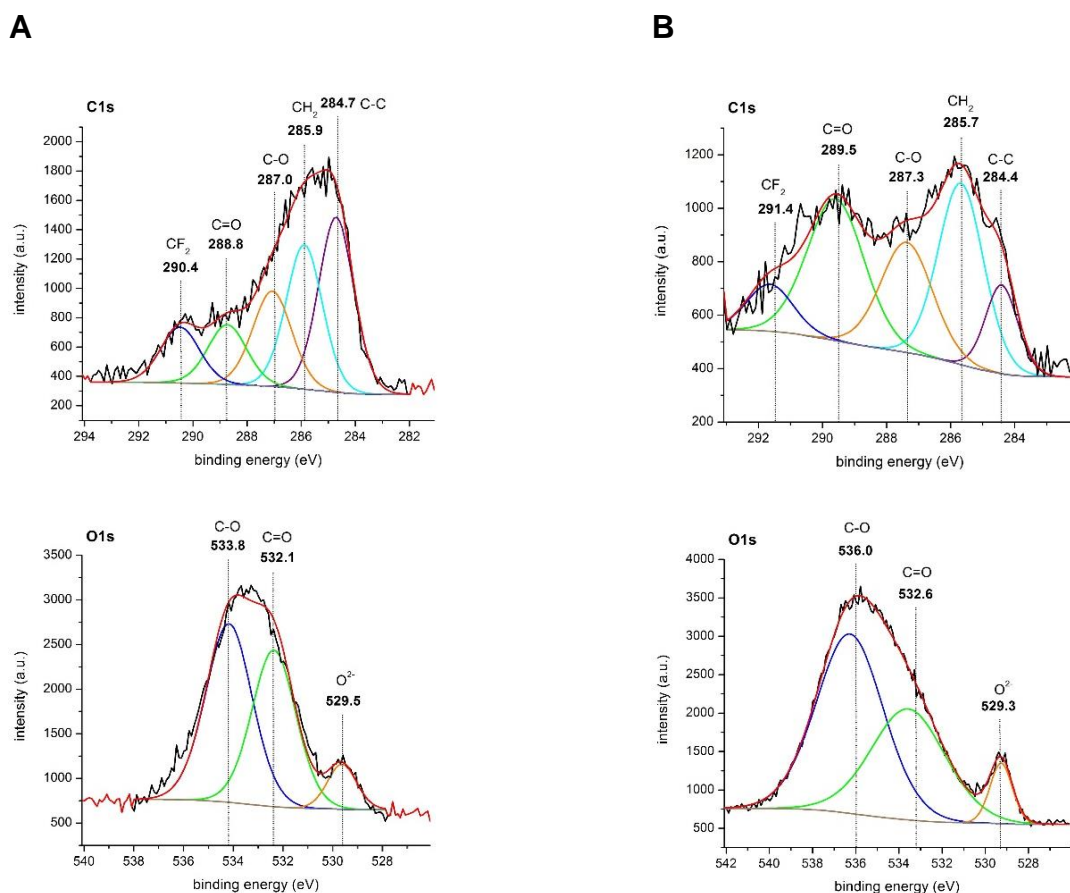 A
B
C1s
CF₂
290.4
C=O
288.8
C-O
287.0
CH₂
285.9
284.7 C-C
2000
1800
1600
1400
1200
1000
800
600
400
200
intensity (a.u.)
294 292 290 288 286 284 282
binding energy (eV)
C1s
CF₂
291.4
C=O
289.5
C-O
287.3
CH₂
285.7
C-C
284.4
1200
1000
800
600
400
200
intensity (a.u.)
292 290 288 286 284
binding energy (eV)
O1s
C-O
533.8
C=O
532.1
O²⁻
529.5
3500
3000
2500
2000
1500
1000
500
intensity (a.u.)
540 538 536 534 532 530 528
binding energy (eV)
O1s
C-O
536.0
C=O
532.6
O²⁻
529.3
4000
3500
3000
2500
2000
1500
1000
500
intensity (a.u.)
542 540 538 536 534 532 530 528
binding energy (eV)